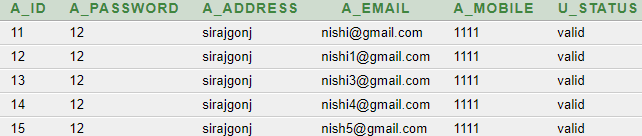 A_ID A_PASSWORD A_ADDRESS A_EMAIL A_MOBILE U_STATUS
11 12 sirajgonj nishi@gmail.com 1111 valid
12 12 sirajgonj nishi1@gmail.com 1111 valid
13 12 sirajgonj nishi3@gmail.com 1111 valid
14 12 sirajgonj nishi4@gmail.com 1111 valid
15 12 sirajgonj nish5@gmail.com 1111 valid